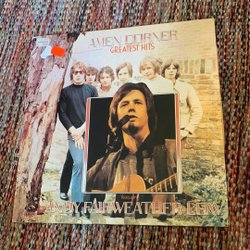 AMEN CORNER
GREATEST HITS
ANDY FAIRWEATHER LOW